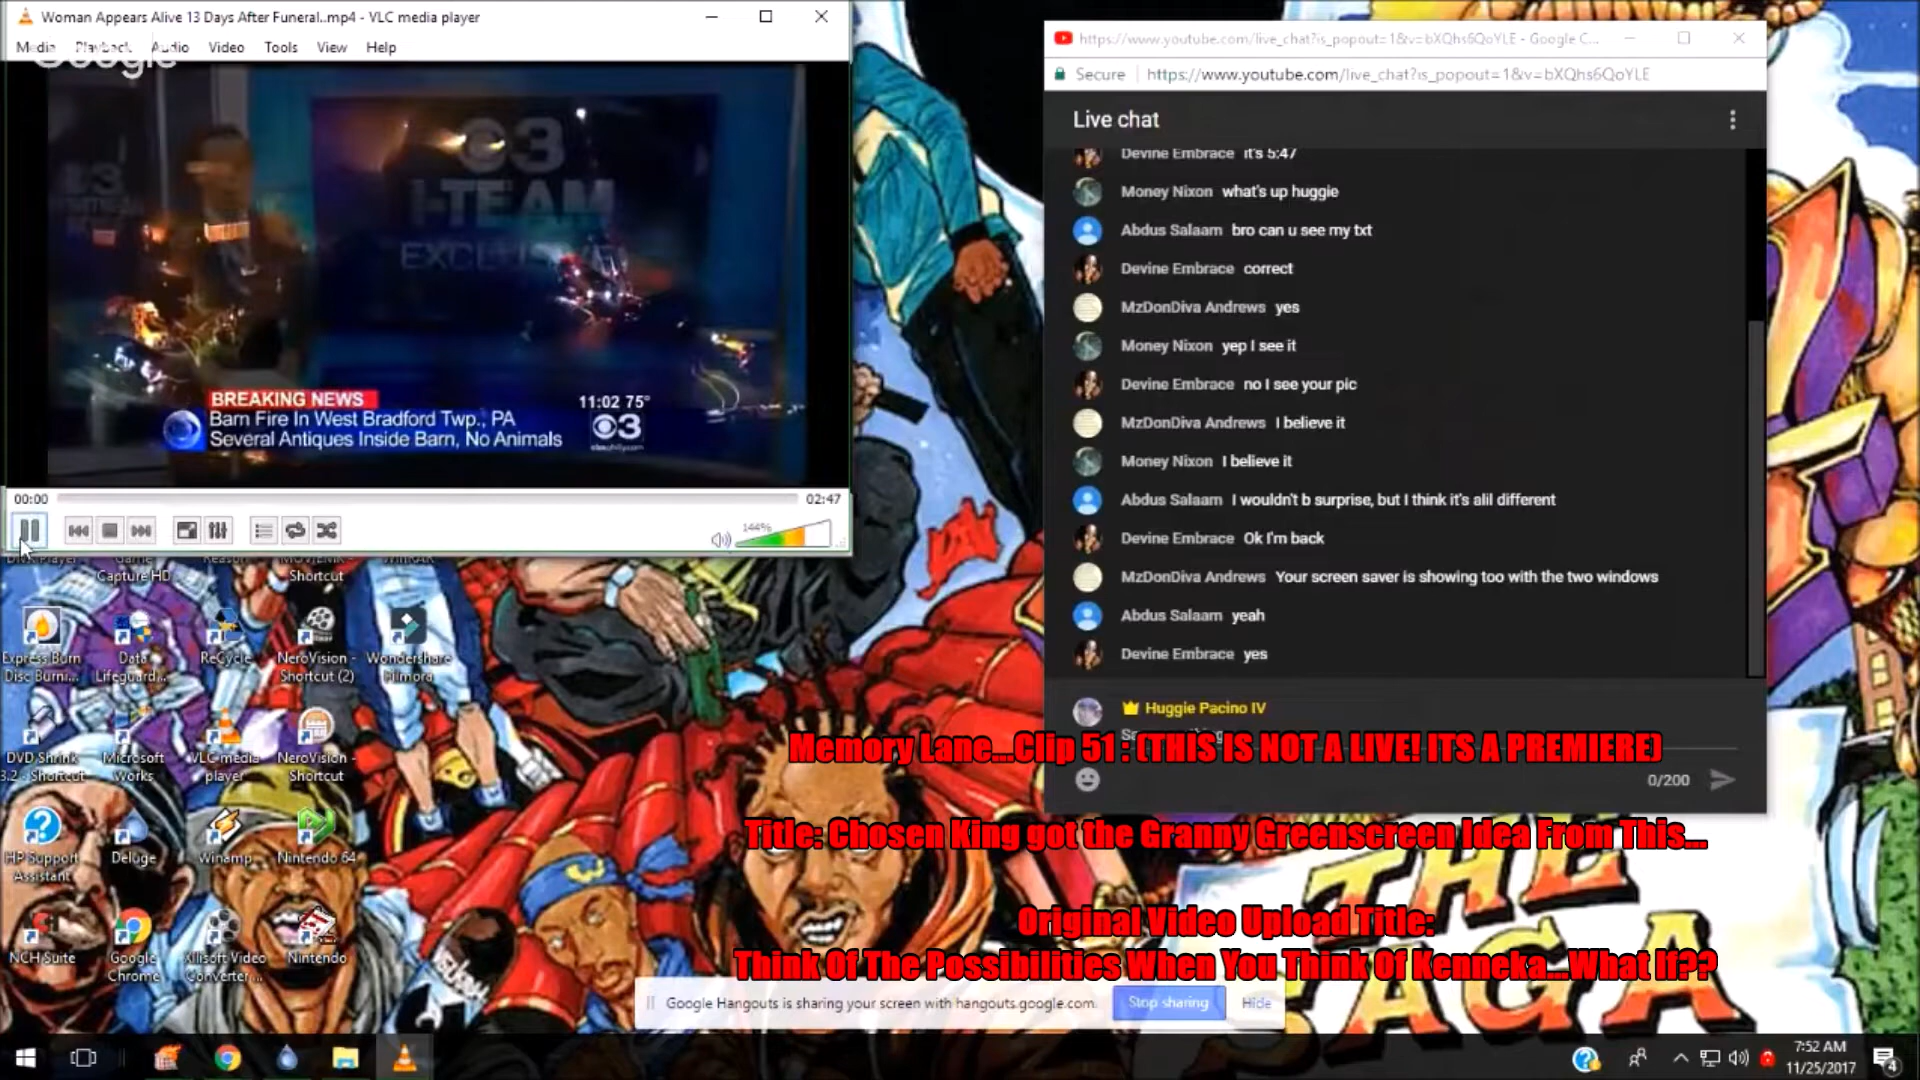 Woman Appears Alive 13 Days After Funeral..mp4 - VLC media player
Media Playback Audio Video Tools View Help
Google
3
I-TEAM
EXCLUSIVE
BREAKING NEWS
Barn Fire In West Bradford Twp., PA
Several Antiques Inside Barn, No Animals
11:02 75°
3
00:00
02:47
144%
https://www.youtube.com/live_chat?is_popout=1&v=bXQhs6QoYLE - Google C...
Secure https://www.youtube.com/live_chat?is_popout=1&v=bXQhs6QoYLE
Live chat
Devine Embrace it's 5:47
Money Nixon what's up huggie
Abdus Salaam bro can u see my txt
Devine Embrace correct
MzDonDiva Andrews yes
Money Nixon yep I see it
Devine Embrace no I see your pic
MzDonDiva Andrews I believe it
Money Nixon I believe it
Abdus Salaam I wouldn't b surprise, but I think it's alil different
Devine Embrace Ok I'm back
MzDonDiva Andrews Your screen saver is showing too with the two windows
Abdus Salaam yeah
Devine Embrace yes
Huggie Pacino IV
0/200
Capture HD
Shortcut
Express Burn
Disc Burni...
Data
Lifeguard...
ReCycle
NeroVision -
Shortcut (2)
Wondershare
Filmora
DVD Shrink
3.2 - Shortcut
Microsoft
Works
VLC media
player
NeroVision -
Shortcut
HP Support
Assistant
Deluge
Winamp
Nintendo 64
NCH Suite
Google
Chrome
Xilisoft Video
Converter ...
Nintendo
Memory Lane...Clip 51 : (THIS IS NOT A LIVE! ITS A PREMIERE)
Title: Chosen King got the Granny Greenscreen Idea From This...
Original Video Upload Title:
Think Of The Possibilities When You Think Of Kenneka...What If??
THE
SAGA
Google Hangouts is sharing your screen with hangouts.google.com.
Stop sharing
Hide
7:52 AM
11/25/2017
4